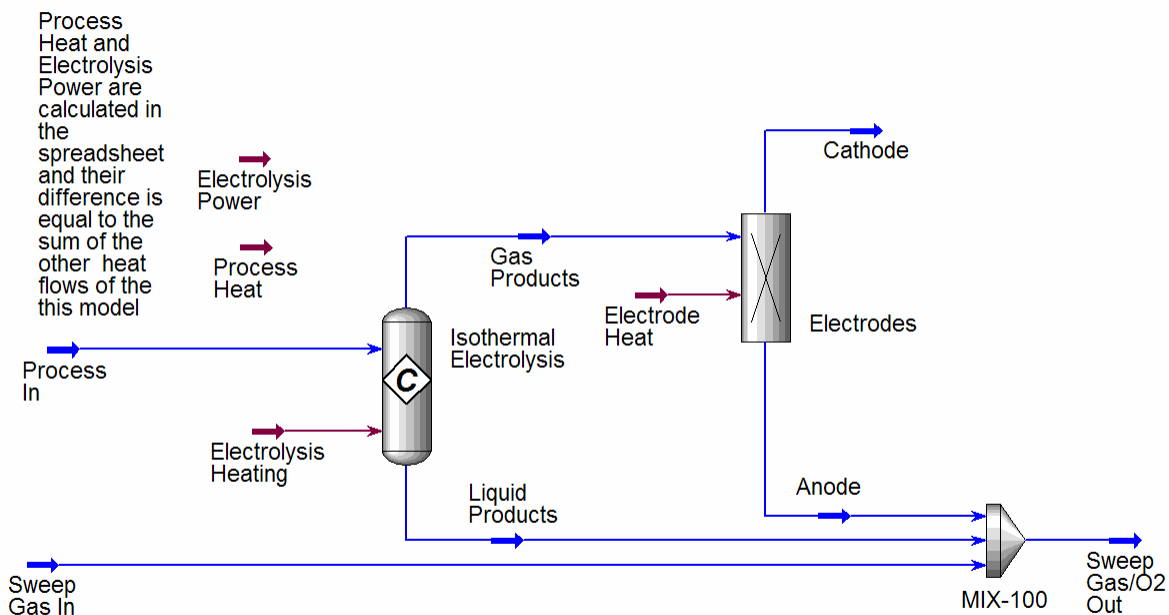 Process
Heat and
Electrolysis
Power are
calculated in
the
spreadsheet
and their
difference is
equal to the
sum of the
other heat
flows of the
this model
Electrolysis
Power
Process
Heat
Cathode
Gas
Products
Electrode
Heat
Electrodes
Isothermal
Electrolysis
C
Process
In
Electrolysis
Heating
Liquid
Products
Anode
Sweep
Gas In
MIX-100
Sweep
Gas/O2
Out